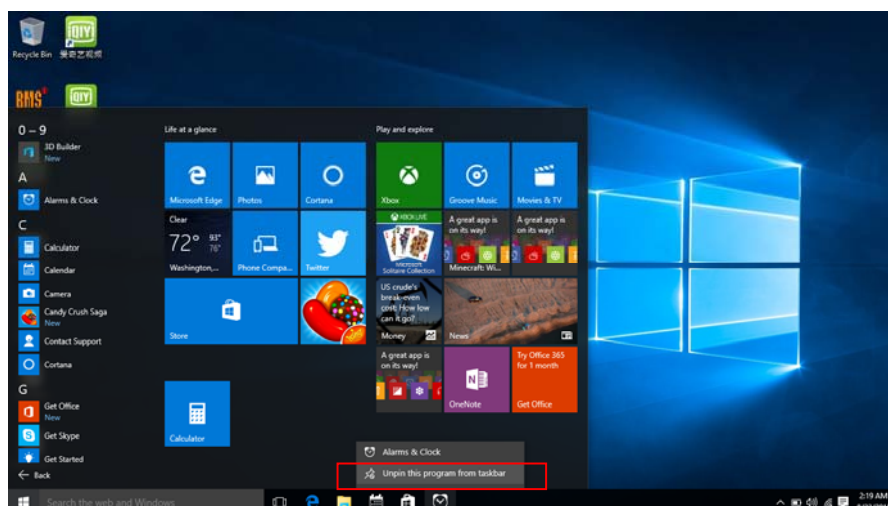 Recycle Bin
爱奇艺视频
iQIY
RMS
QIY
0 – 9
3D Builder
New
A
Alarms & Clock
C
Calculator
Calendar
Camera
Candy Crush Saga
New
Contact Support
Cortana
G
Get Office
New
Get Skype
Get Started
Back
Life at a glance
Microsoft Edge
Photos
Cortana
Clear
72° 93°
76°
Washington,...
Phone Compa...
Twitter
Store
Calculator
Play and explore
Xbox
Groove Music
Movies & TV
XBOX LIVE
MICROSOFT
Solitaire Collection
A great app is
on its way!
Minecraft: Wi...
A great app is
on its way!
US crude's
break-even
cost: How low
can it go?
Money
News
A great app is
on its way!
OneNote
Try Office 365
for 1 month
Get Office
Alarms & Clock
Unpin this program from taskbar
Search the web and Windows
2:19 AM